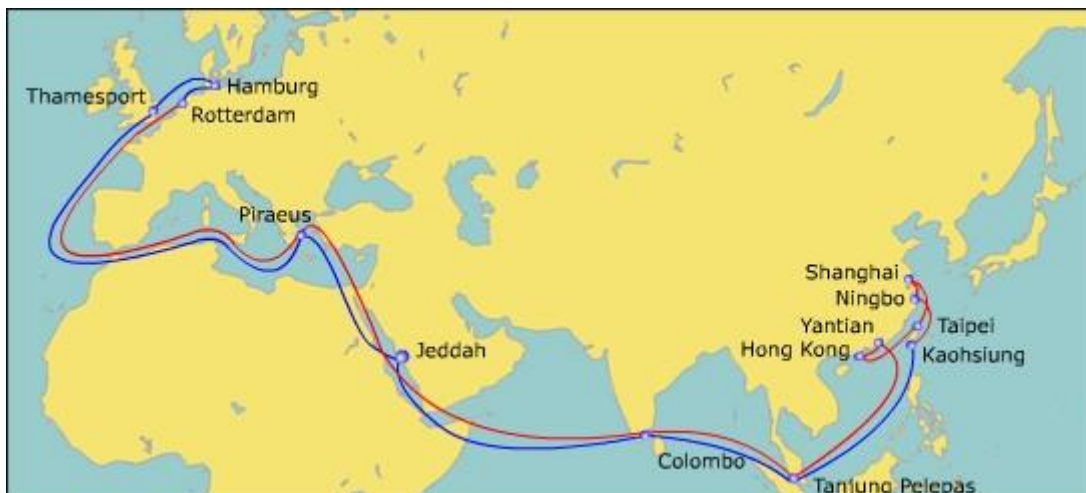 Hamburg
Thamesport
Rotterdam
Piraeus
Shanghai
Ningbo
Yantian
Taipei
Hong Kong
Kaohsiung
Jeddah
Colombo
Tanjung Pelepas